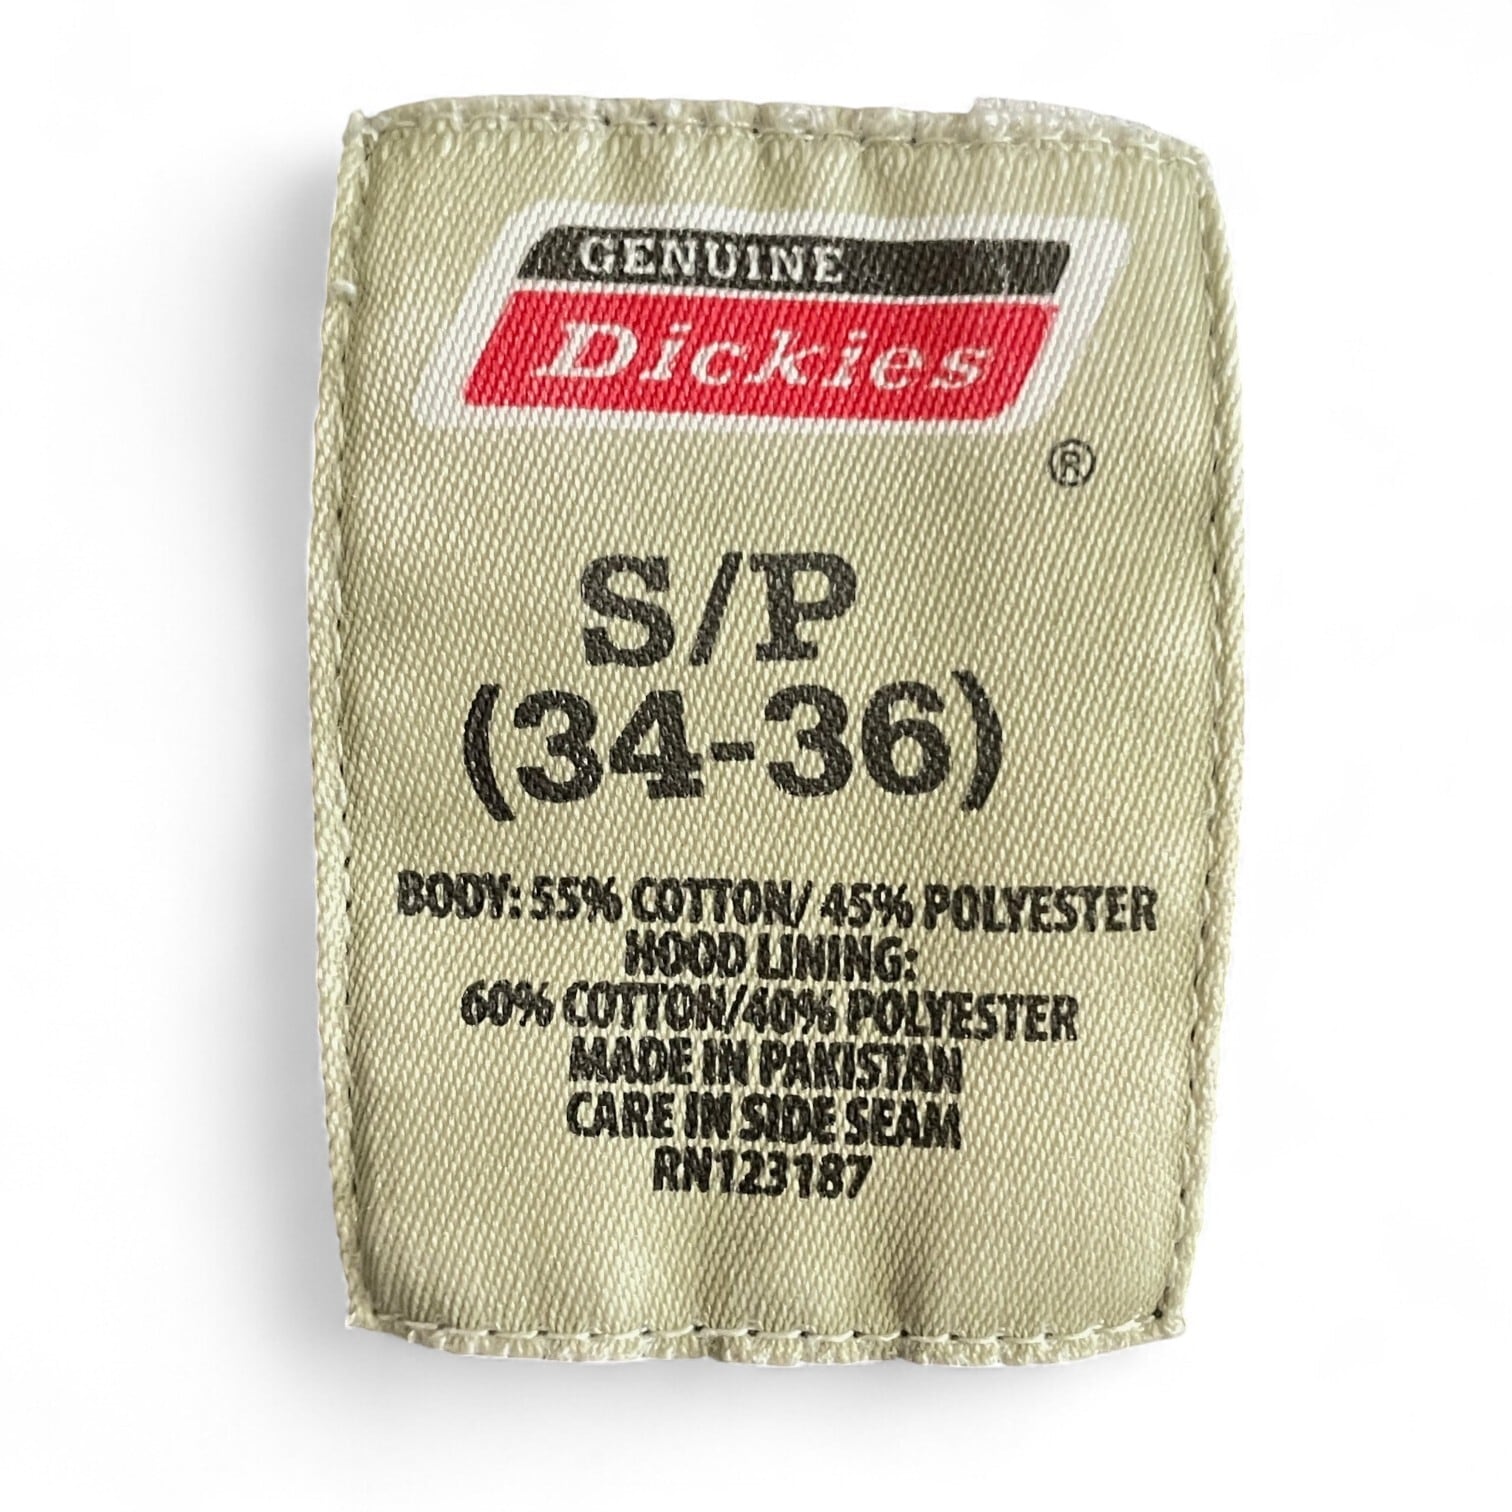 GENUINE
Dickies
®
S/P
(34-36)
BODY: 55% COTTON/ 45% POLYESTER
HOOD LINING:
60% COTTON/40% POLYESTER
MADE IN PAKISTAN
CARE IN SIDE SEAM
RN123187